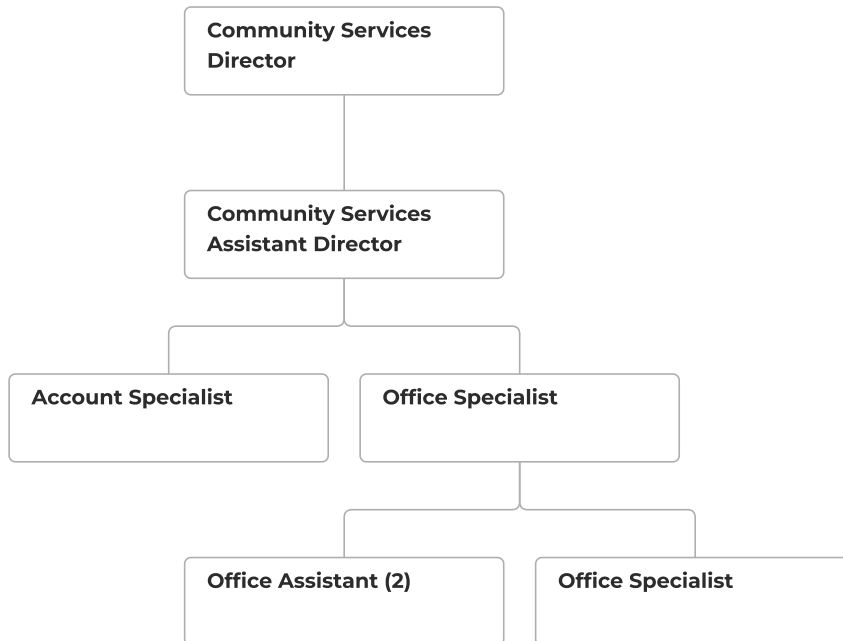 Community Services
Director
Community Services
Assistant Director
Account Specialist
Office Specialist
Office Assistant (2)
Office Specialist